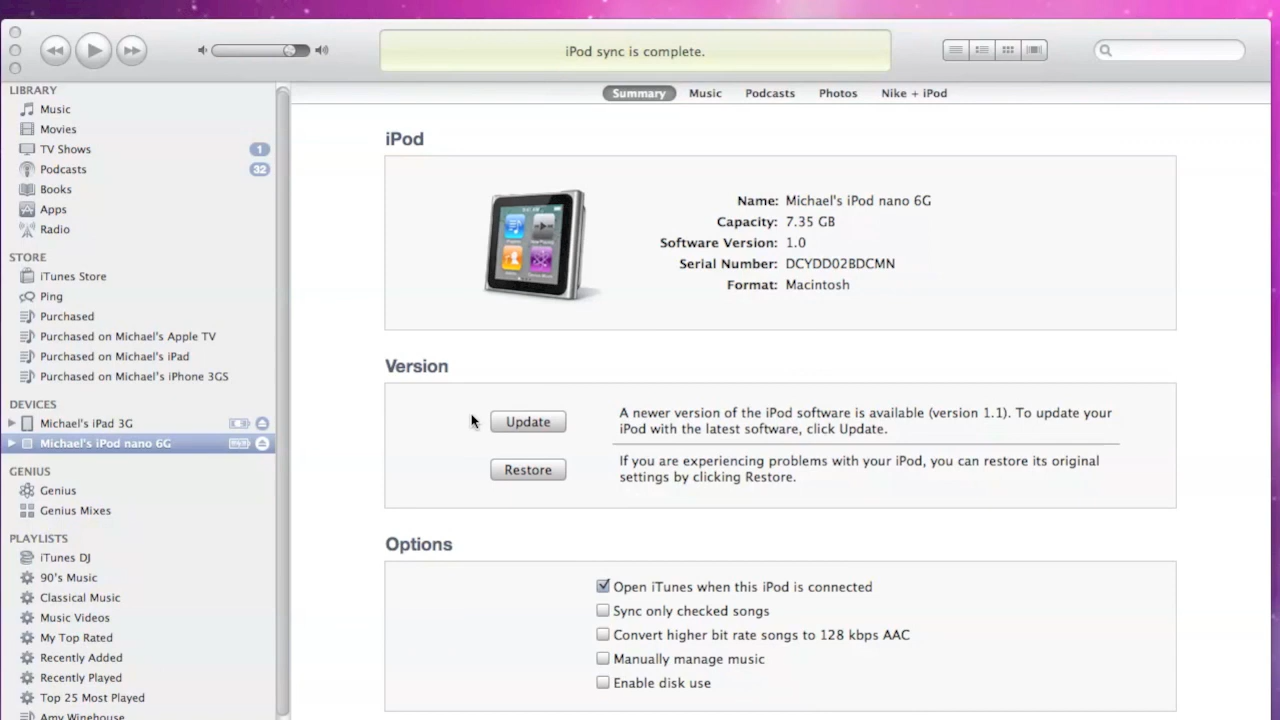 iPod sync is complete.
LIBRARY
Music
Movies
TV Shows 1
Podcasts 32
Books
Apps
Radio
STORE
iTunes Store
Ping
Purchased
Purchased on Michael's Apple TV
Purchased on Michael's iPad
Purchased on Michael's iPhone 3GS
DEVICES
Michael's iPad 3G
Michael's iPod nano 6G
GENIUS
Genius
Genius Mixes
PLAYLISTS
iTunes DJ
90's Music
Classical Music
Music Videos
My Top Rated
Recently Added
Recently Played
Top 25 Most Played
Amy Winehouse
Summary Music Podcasts Photos Nike + iPod
iPod
Name: Michael's iPod nano 6G
Capacity: 7.35 GB
Software Version: 1.0
Serial Number: DCYDD02BDCMN
Format: Macintosh
Version
Update
A newer version of the iPod software is available (version 1.1). To update your
iPod with the latest software, click Update.
Restore
If you are experiencing problems with your iPod, you can restore its original
settings by clicking Restore.
Options
Open iTunes when this iPod is connected
Sync only checked songs
Convert higher bit rate songs to 128 kbps AAC
Manually manage music
Enable disk use